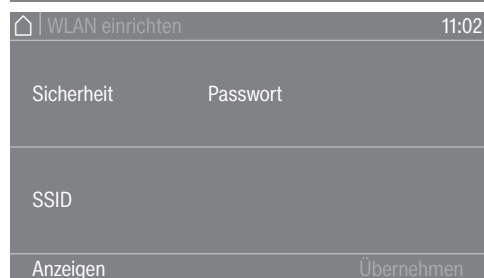 WLAN einrichten 11:02
Sicherheit Passwort
SSID
Anzeigen Übernehmen